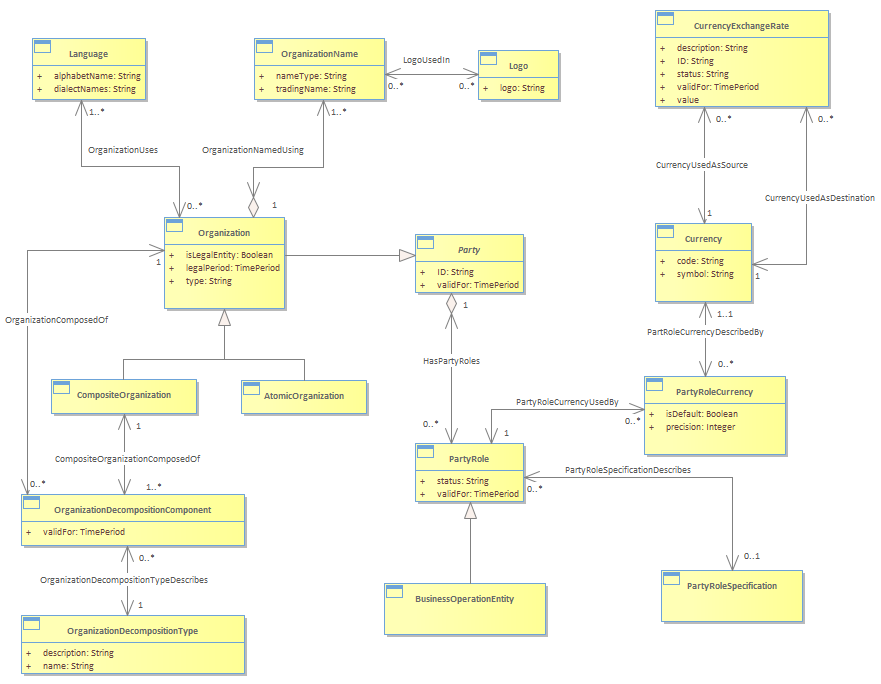 Language
+ alphabetName: String
+ dialectNames: String
OrganizationName
+ nameType: String
+ tradingName: String
LogoUsedIn
0..*
0..*
Logo
+ logo: String
CurrencyExchangeRate
+ description: String
+ ID: String
+ status: String
+ validFor: TimePeriod
+ value
1..*
1..*
0..*
0..*
OrganizationUses
OrganizationNamedUsing
CurrencyUsedAsSource
CurrencyUsedAsDestination
0..*
1
1
Organization
+ isLegalEntity: Boolean
+ legalPeriod: TimePeriod
+ type: String
1
Party
+ ID: String
+ validFor: TimePeriod
Currency
+ code: String
+ symbol: String
1
1
1..1
OrganizationComposedOf
PartRoleCurrencyDescribedBy
HasPartyRoles
0..*
CompositeOrganization
AtomicOrganization
PartyRoleCurrency
+ isDefault: Boolean
+ precision: Integer
PartyRoleCurrencyUsedBy
0..*
1
0..*
1
CompositeOrganizationComposedOf
PartyRole
+ status: String
+ validFor: TimePeriod
PartyRoleSpecificationDescribes
0..*
0..*
1..*
OrganizationDecompositionComponent
+ validFor: TimePeriod
0..*
0..1
OrganizationDecompositionTypeDescribes
1
BusinessOperationEntity
PartyRoleSpecification
OrganizationDecompositionType
+ description: String
+ name: String